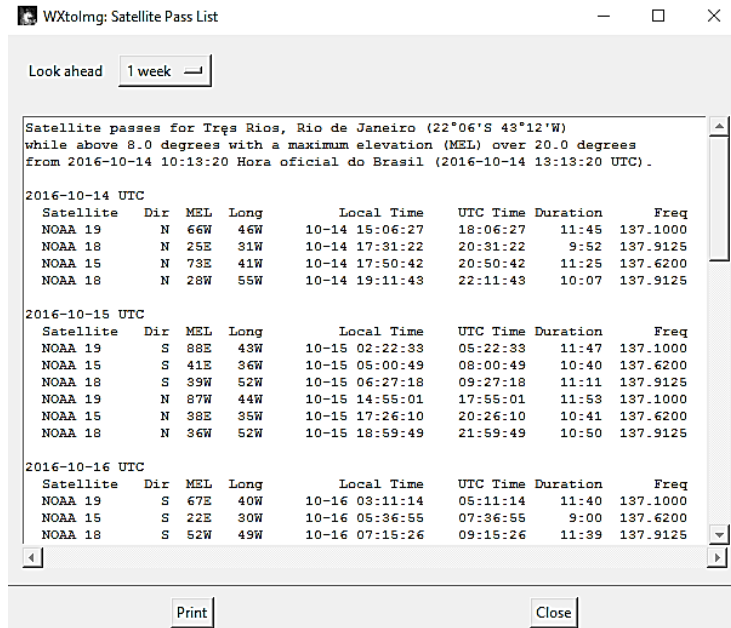 WXtoImg: Satellite Pass List
Look ahead 1 week
Satellite passes for Tręs Rios, Rio de Janeiro (22°06'S 43°12'W)
while above 8.0 degrees with a maximum elevation (MEL) over 20.0 degrees
from 2016-10-14 10:13:20 Hora oficial do Brasil (2016-10-14 13:13:20 UTC).
2016-10-14 UTC
Satellite Dir MEL Long Local Time UTC Time Duration Freq
NOAA 19 N 66W 46W 10-14 15:06:27 18:06:27 11:45 137.1000
NOAA 18 N 25E 31W 10-14 17:31:22 20:31:22 9:52 137.9125
NOAA 15 N 73E 41W 10-14 17:50:42 20:50:42 11:25 137.6200
NOAA 18 N 28W 55W 10-14 19:11:43 22:11:43 10:07 137.9125
2016-10-15 UTC
Satellite Dir MEL Long Local Time UTC Time Duration Freq
NOAA 19 S 88E 43W 10-15 02:22:33 05:22:33 11:47 137.1000
NOAA 15 S 41E 36W 10-15 05:00:49 08:00:49 10:40 137.6200
NOAA 18 S 39W 52W 10-15 06:27:18 09:27:18 11:11 137.9125
NOAA 19 N 87W 44W 10-15 14:55:01 17:55:01 11:53 137.1000
NOAA 15 N 38E 35W 10-15 17:26:10 20:26:10 10:41 137.6200
NOAA 18 N 36W 52W 10-15 18:59:49 21:59:49 10:50 137.9125
2016-10-16 UTC
Satellite Dir MEL Long Local Time UTC Time Duration Freq
NOAA 19 S 67E 40W 10-16 03:11:14 05:11:14 11:40 137.1000
NOAA 15 S 22E 30W 10-16 05:36:55 07:36:55 9:00 137.6200
NOAA 18 S 52W 49W 10-16 07:15:26 09:15:26 11:39 137.9125
Print Close